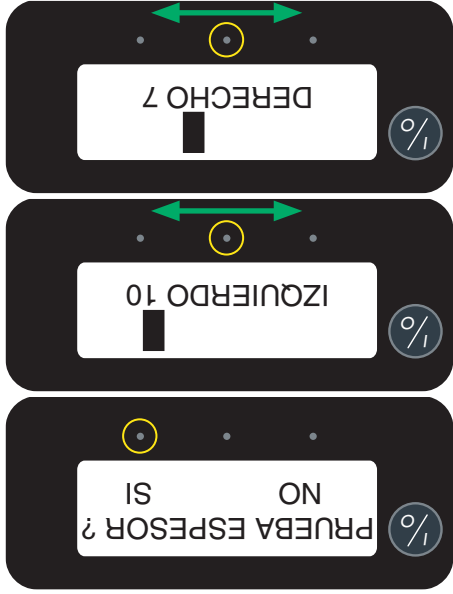 I/O
PRUEBA ESPESOR ?
NO SI
I/O
IZQUIERDO 10
I/O
DERECHO 7